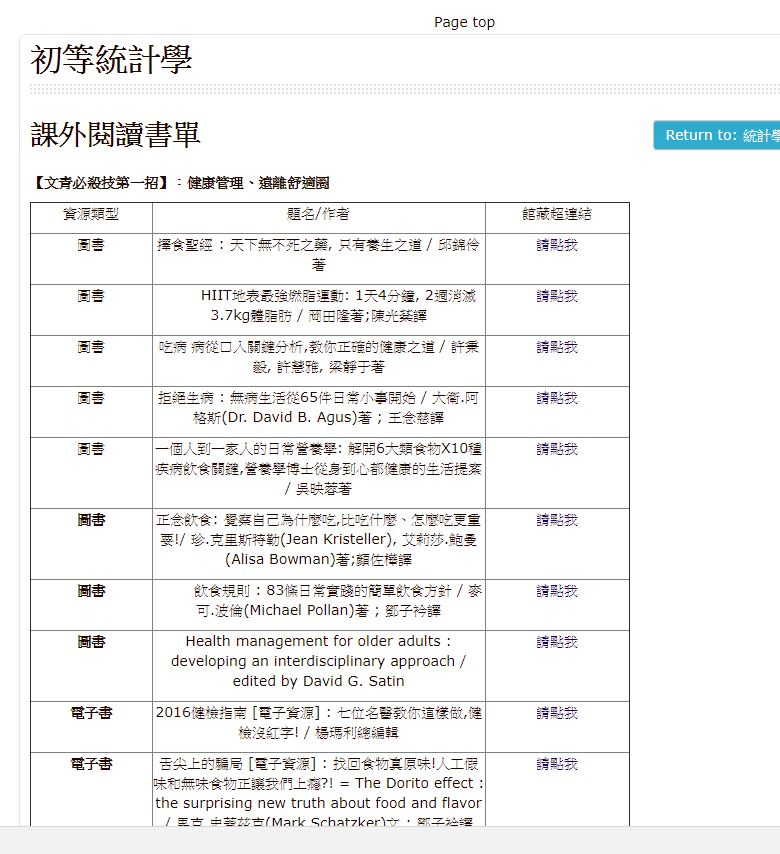 Page top
初等統計學
課外閱讀書單
Return to: 統計學
【文青必殺技第一招】：健康管理、遠離舒適圈
資源類型 題名/作者 館藏超連結
圖書 擇食聖經 : 天下無不死之藥, 只有養生之道 / 邱錦伶 請點我
著
圖書 HIIT地表最強燃脂運動: 1天4分鐘, 2週消滅 請點我
3.7kg體脂肪 / 岡田隆著;陳光棻譯
圖書 吃病 病從口入關鍵分析,教你正確的健康之道 / 許秉 請點我
毅, 許慧雅, 梁靜于著
圖書 拒絕生病 : 無病生活從65件日常小事開始 / 大衛.阿 請點我
格斯(Dr. David B. Agus)著 ; 王念慈譯
圖書 一個人到一家人的日常營養學: 解開6大類食物X10種 請點我
疾病飲食關鍵,營養學博士從身到心都健康的生活提案
/ 吳映蓉著
圖書 正念飲食: 覺察自己為什麼吃,比吃什麼、怎麼吃更重 請點我
要!/ 珍.克里斯特勒(Jean Kristeller), 艾莉莎.鮑曼
(Alisa Bowman)著;顏佐樺譯
圖書 飲食規則 : 83條日常實踐的簡單飲食方針 / 麥 請點我
可.波倫(Michael Pollan)著 ; 鄧子衿譯
圖書 Health management for older adults : 請點我
developing an interdisciplinary approach /
edited by David G. Satin
電子書 2016健檢指南 [電子資源] : 七位名醫教你這樣做,健 請點我
檢沒紅字! / 楊瑪利總編輯
電子書 舌尖上的騙局 [電子資源] : 找回食物真原味!人工假 請點我
味和無味食物正讓我們上癮?! = The Dorito effect :
the surprising new truth about food and flavor
/ 馬克.史蓋茲克(Mark Schatzker)文 ; 鄧子衿譯